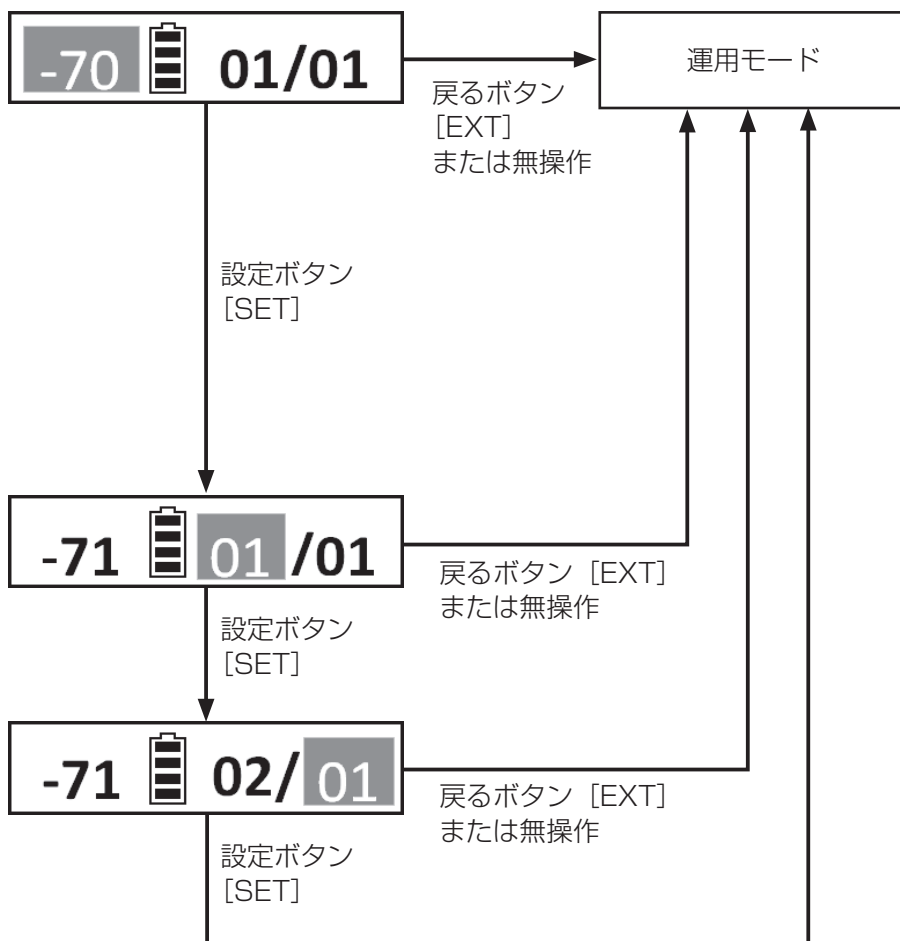 -70 01/01
運用モード
戻るボタン
[EXT]
または無操作
設定ボタン
[SET]
-71 01/01
戻るボタン [EXT]
または無操作
設定ボタン
[SET]
-71 02/01
戻るボタン [EXT]
または無操作
設定ボタン
[SET]